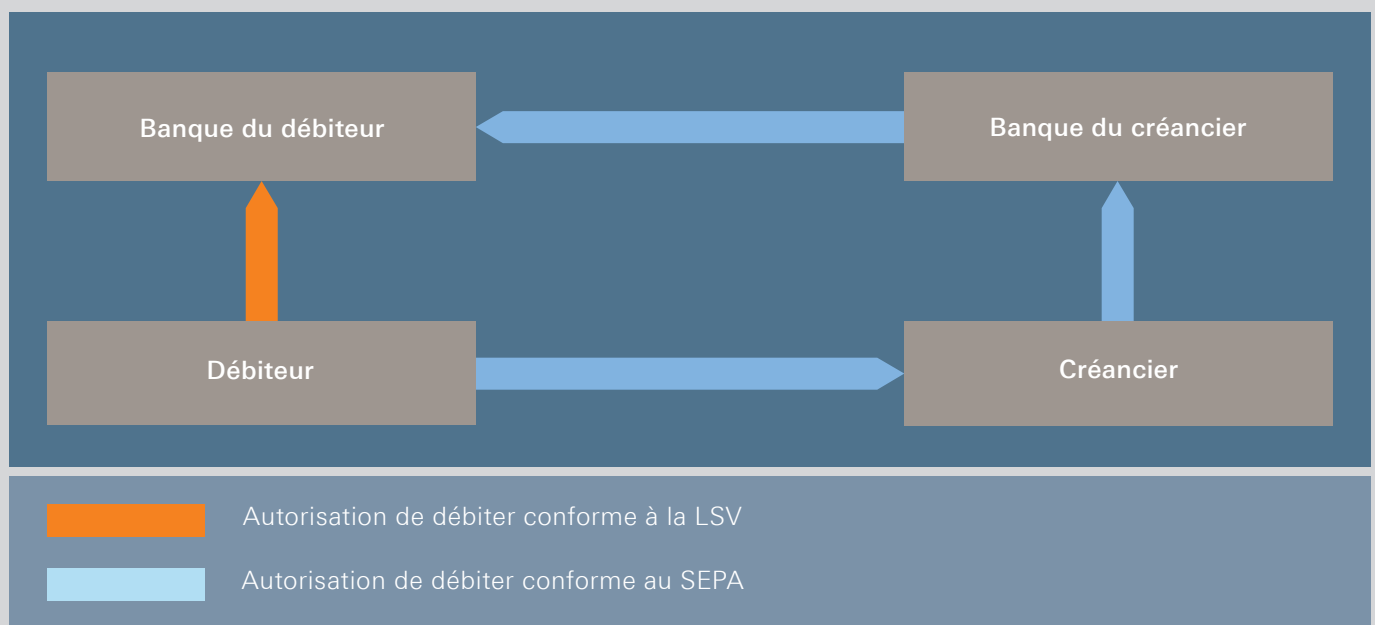 Banque du débiteur
Banque du créancier
Débiteur
Créancier
Autorisation de débiter conforme à la LSV
Autorisation de débiter conforme au SEPA